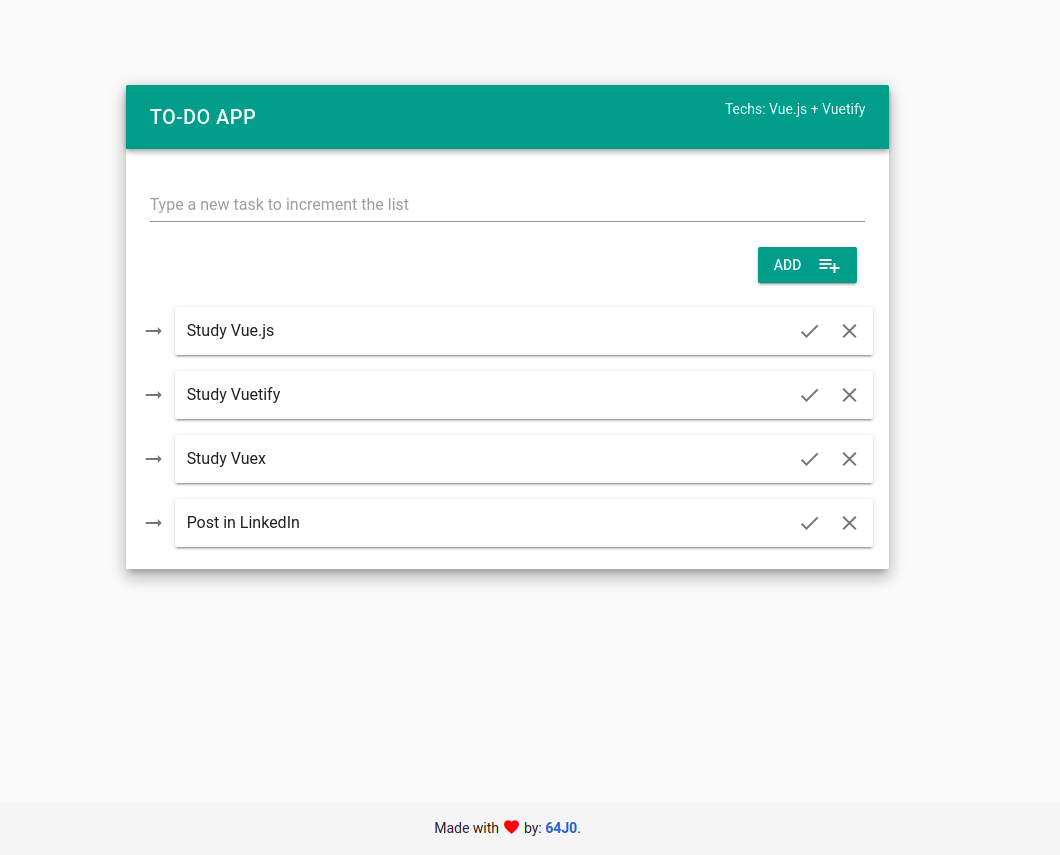 TO-DO APP
Techs: Vue.js + Vuetify
Type a new task to increment the list
ADD
Study Vue.js
Study Vuetify
Study Vuex
Post in LinkedIn
Made with ❤ by: 64J0.